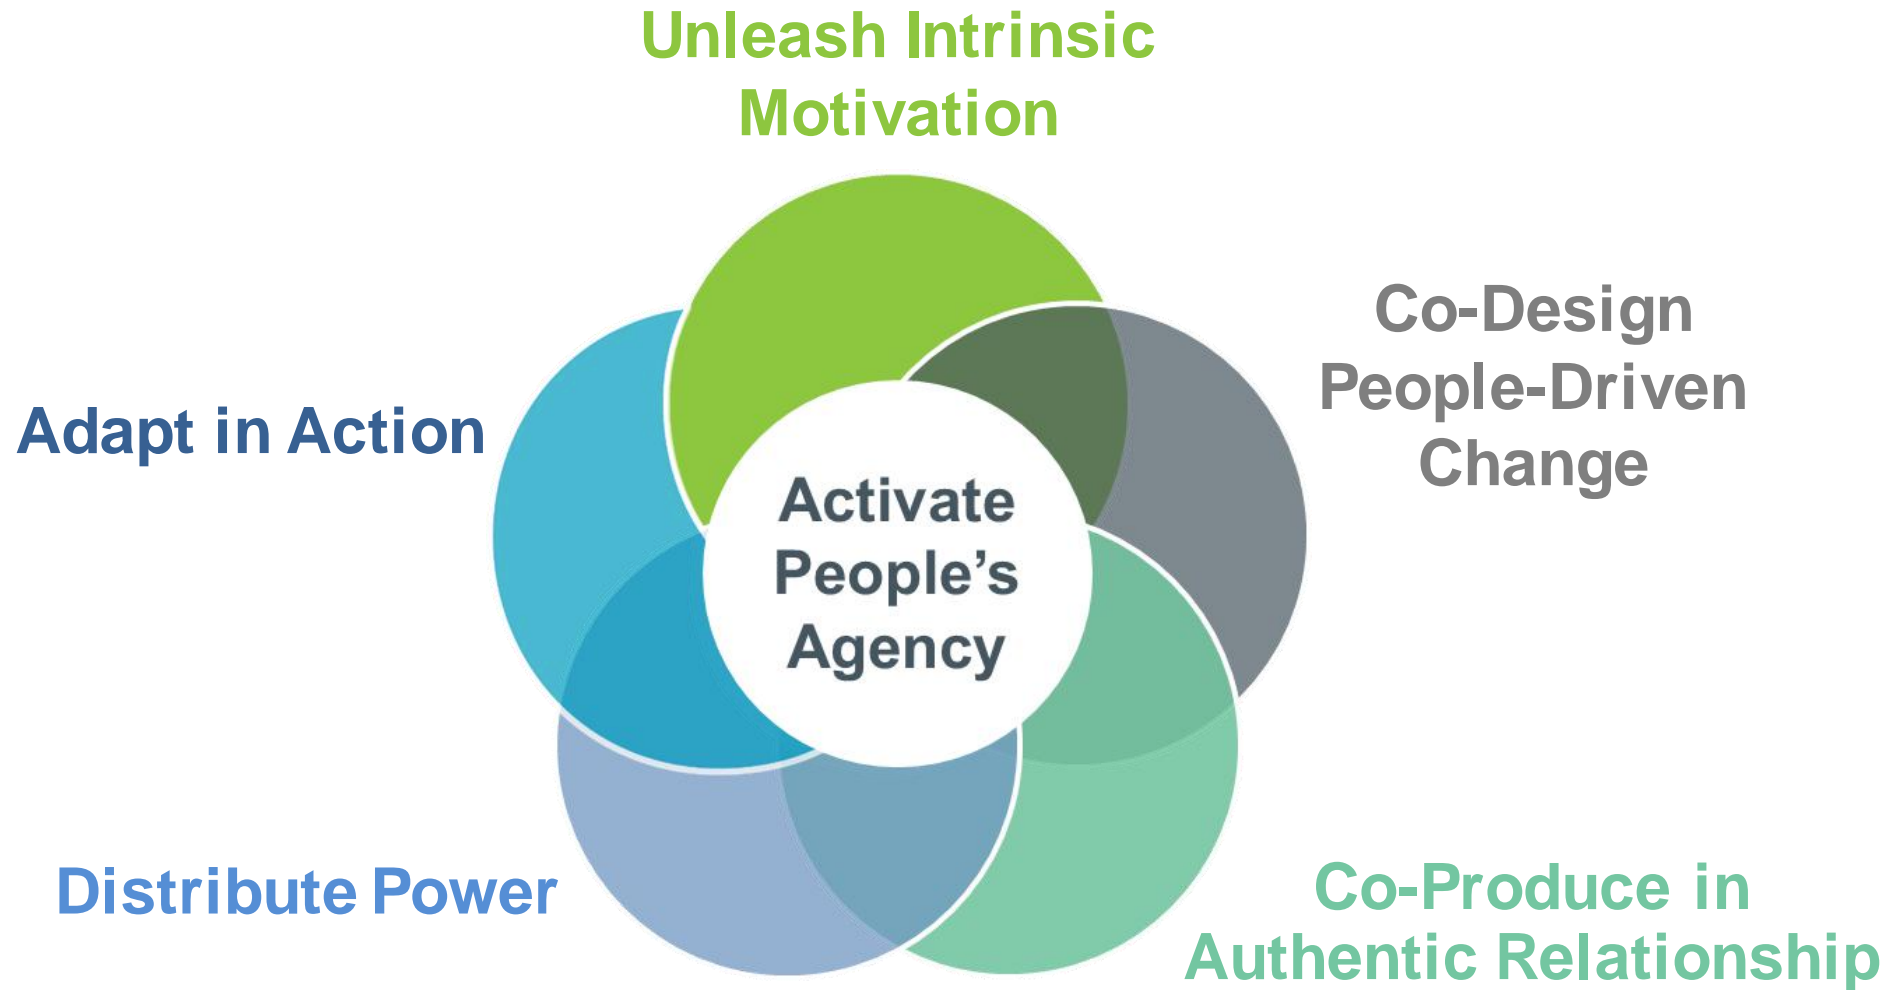 Unleash Intrinsic
Motivation
Co-Design
People-Driven
Change
Adapt in Action
Activate
People’s
Agency
Distribute Power
Co-Produce in
Authentic Relationship